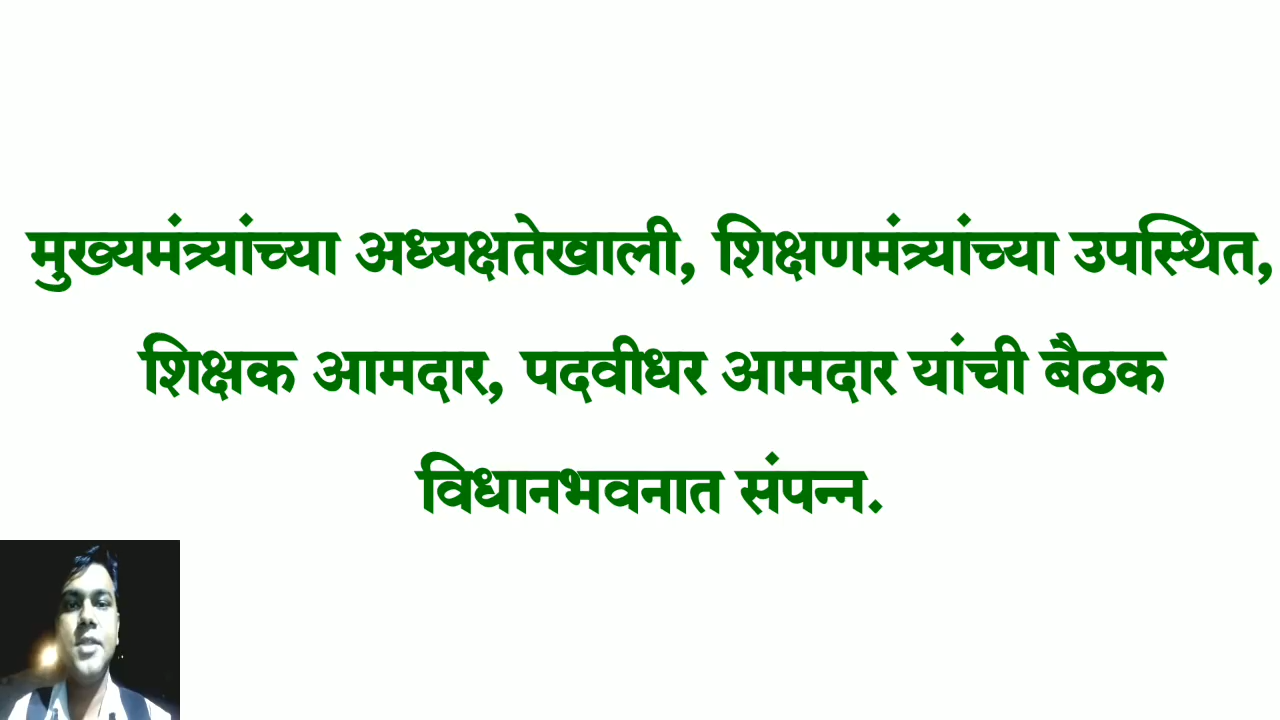 मुख्यमंत्र्यांच्या अध्यक्षतेखाली, शिक्षणमंत्र्यांच्या उपस्थित,
शिक्षक आमदार, पदवीधर आमदार यांची बैठक
विधानभवनात संपन्न.